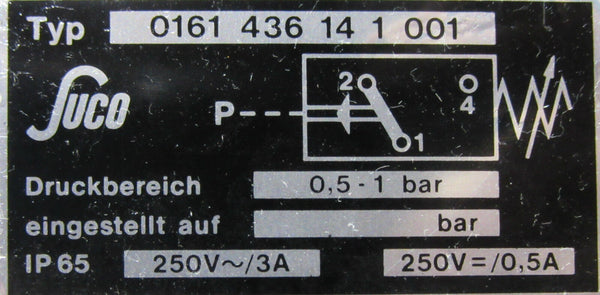 Typ 0161 436 14 1 001
SUCO
2
4
P
1
Druckbereich 0,5 - 1 bar
eingestellt auf bar
IP 65 250V~/3A 250V=/0,5A